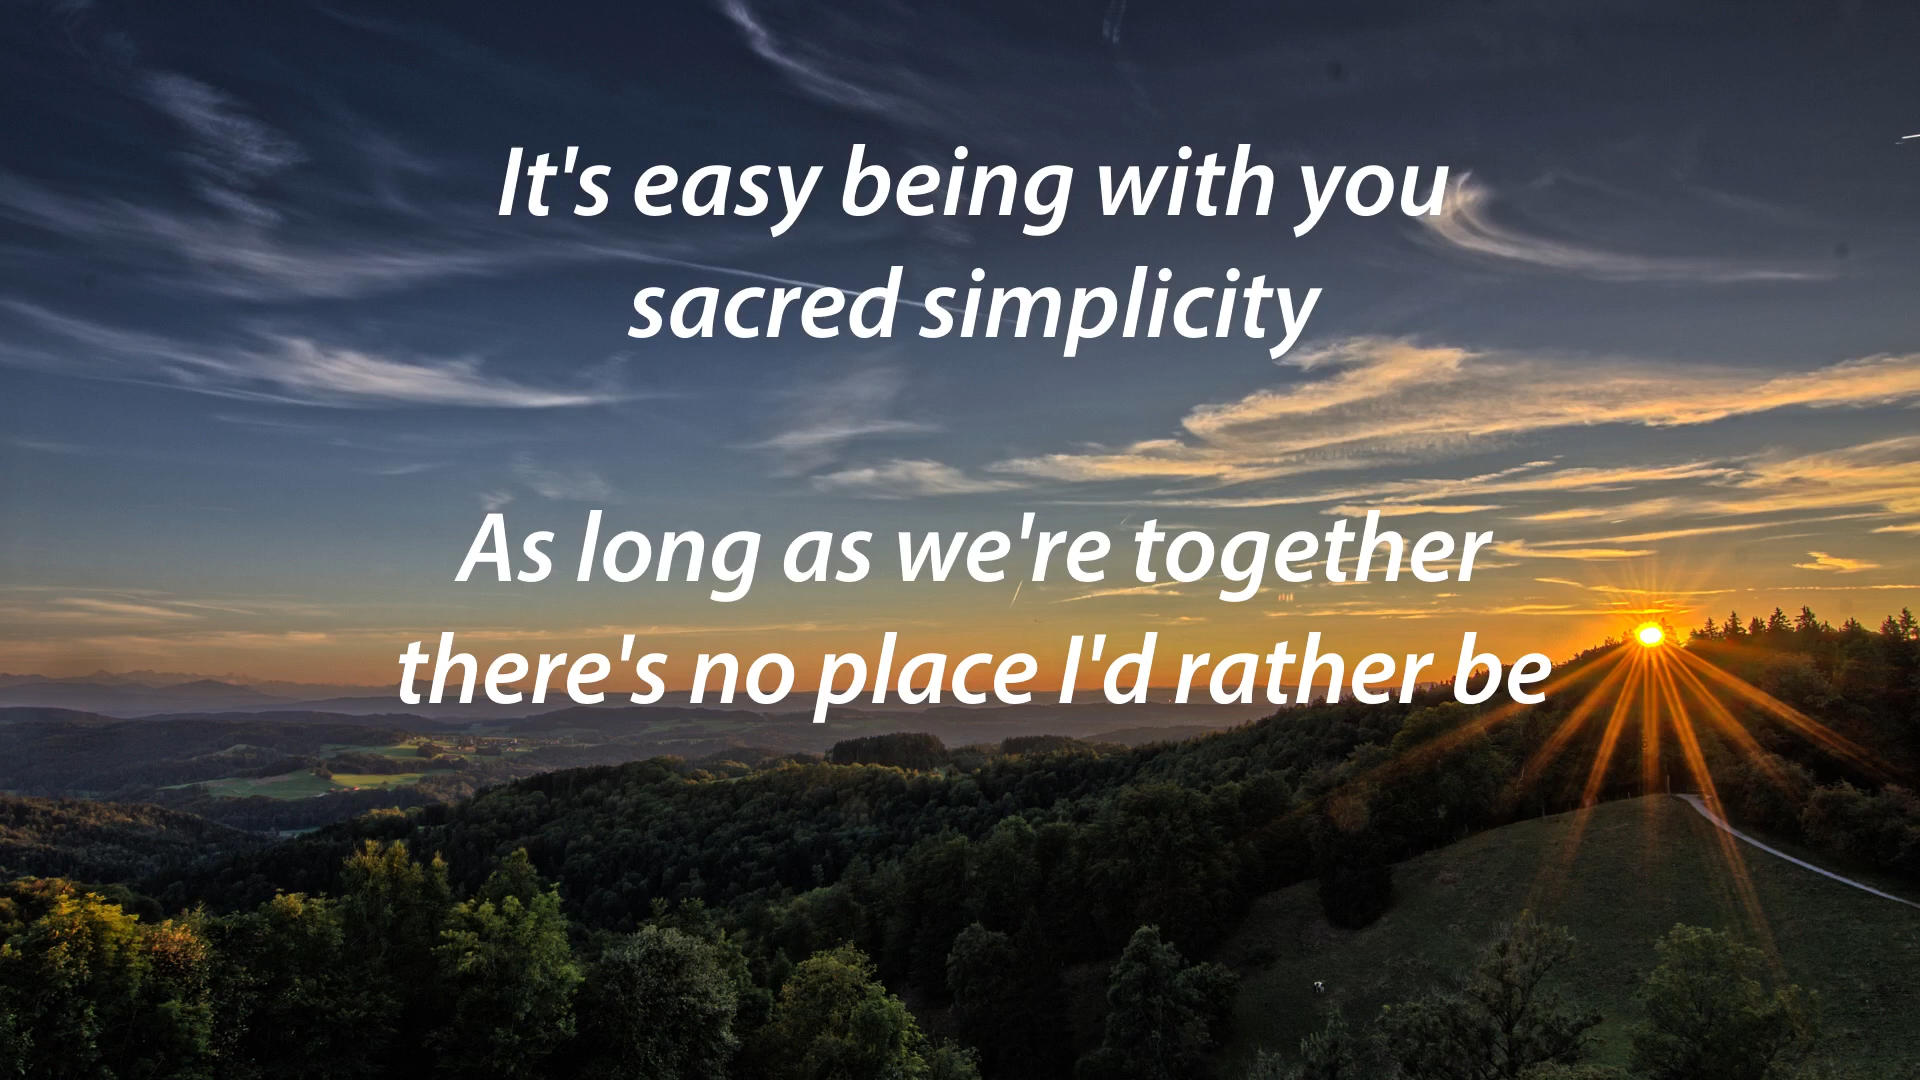 It's easy being with you
sacred simplicity
As long as we're together
there's no place I'd rather be